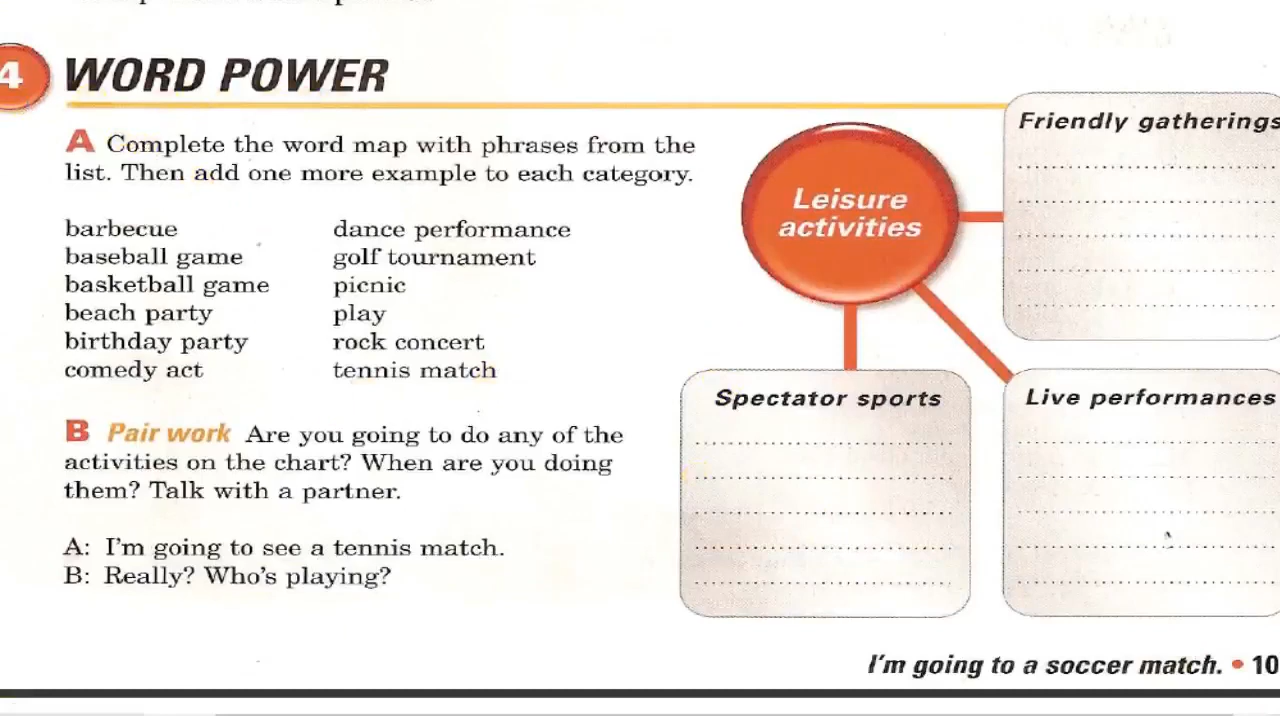 4 WORD POWER
A Complete the word map with phrases from the
list. Then add one more example to each category.
barbecue
baseball game
basketball game
beach party
birthday party
comedy act
dance performance
golf tournament
picnic
play
rock concert
tennis match
B Pair work Are you going to do any of the
activities on the chart? When are you doing
them? Talk with a partner.
A: I'm going to see a tennis match.
B: Really? Who's playing?
Leisure
activities
Friendly gatherings
Spectator sports
Live performances
I'm going to a soccer match. • 10